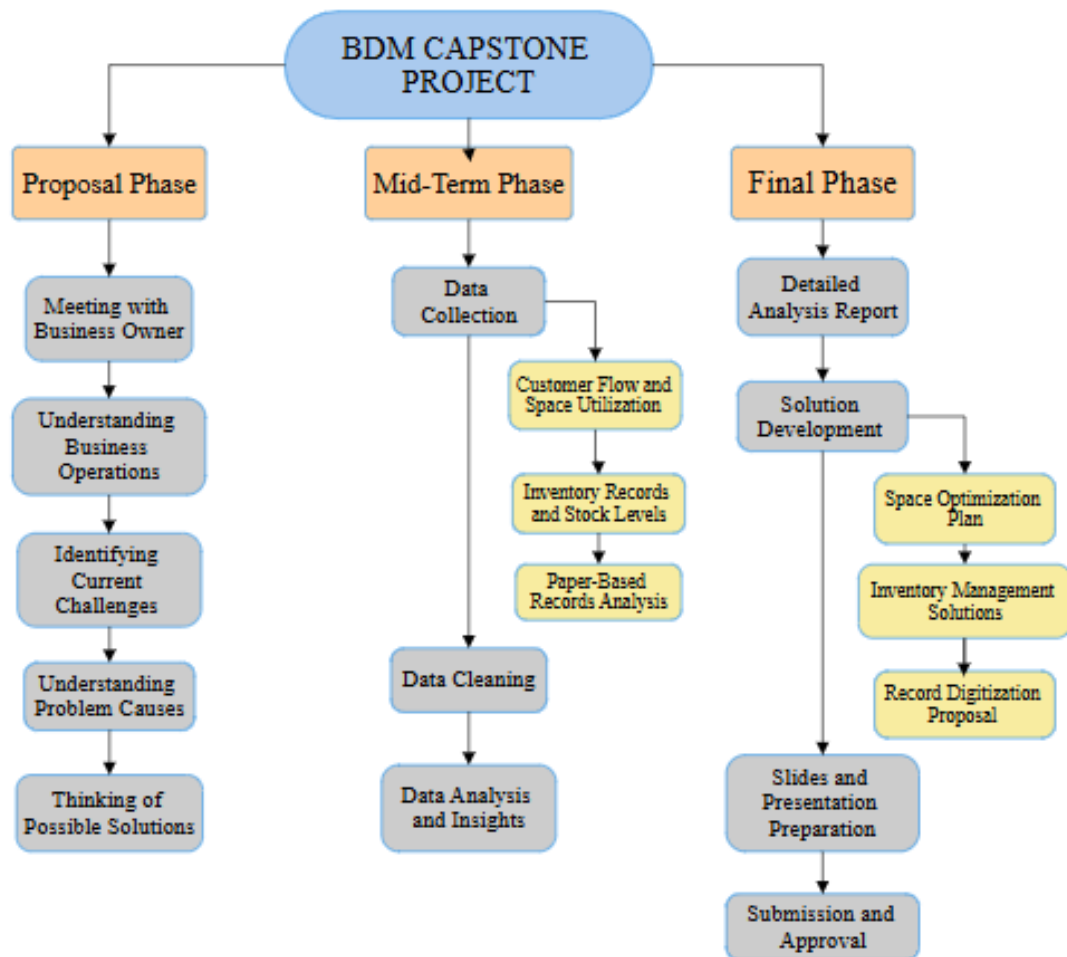 BDM CAPSTONE
PROJECT
Proposal Phase
Meeting with
Business Owner
Understanding
Business
Operations
Identifying
Current
Challenges
Understanding
Problem Causes
Thinking of
Possible Solutions
Mid-Term Phase
Data
Collection
Customer Flow and
Space Utilization
Inventory Records
and Stock Levels
Paper-Based
Records Analysis
Data Cleaning
Data Analysis
and Insights
Final Phase
Detailed
Analysis Report
Solution
Development
Space Optimization
Plan
Inventory Management
Solutions
Record Digitization
Proposal
Slides and
Presentation
Preparation
Submission and
Approval